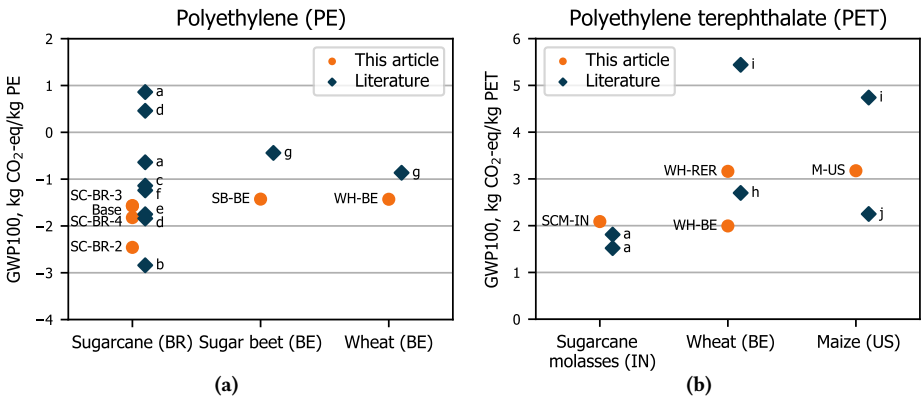 Polyethylene (PE)
GWP100, kg CO₂-eq/kg PE
2
1
0
−1
−2
−3
−4
This article
Literature
a
d
a
c
f
e
d
b
SC-BR-3
Base
SC-BR-4
SC-BR-2
g
SB-BE
g
WH-BE
Sugarcane (BR)
Sugar beet (BE)
Wheat (BE)
(a)
Polyethylene terephthalate (PET)
GWP100, kg CO₂-eq/kg PET
6
5
4
3
2
1
0
This article
Literature
SCM-IN
a
a
i
WH-RER
h
WH-BE
i
M-US
j
Sugarcane
molasses (IN)
Wheat (BE)
Maize (US)
(b)